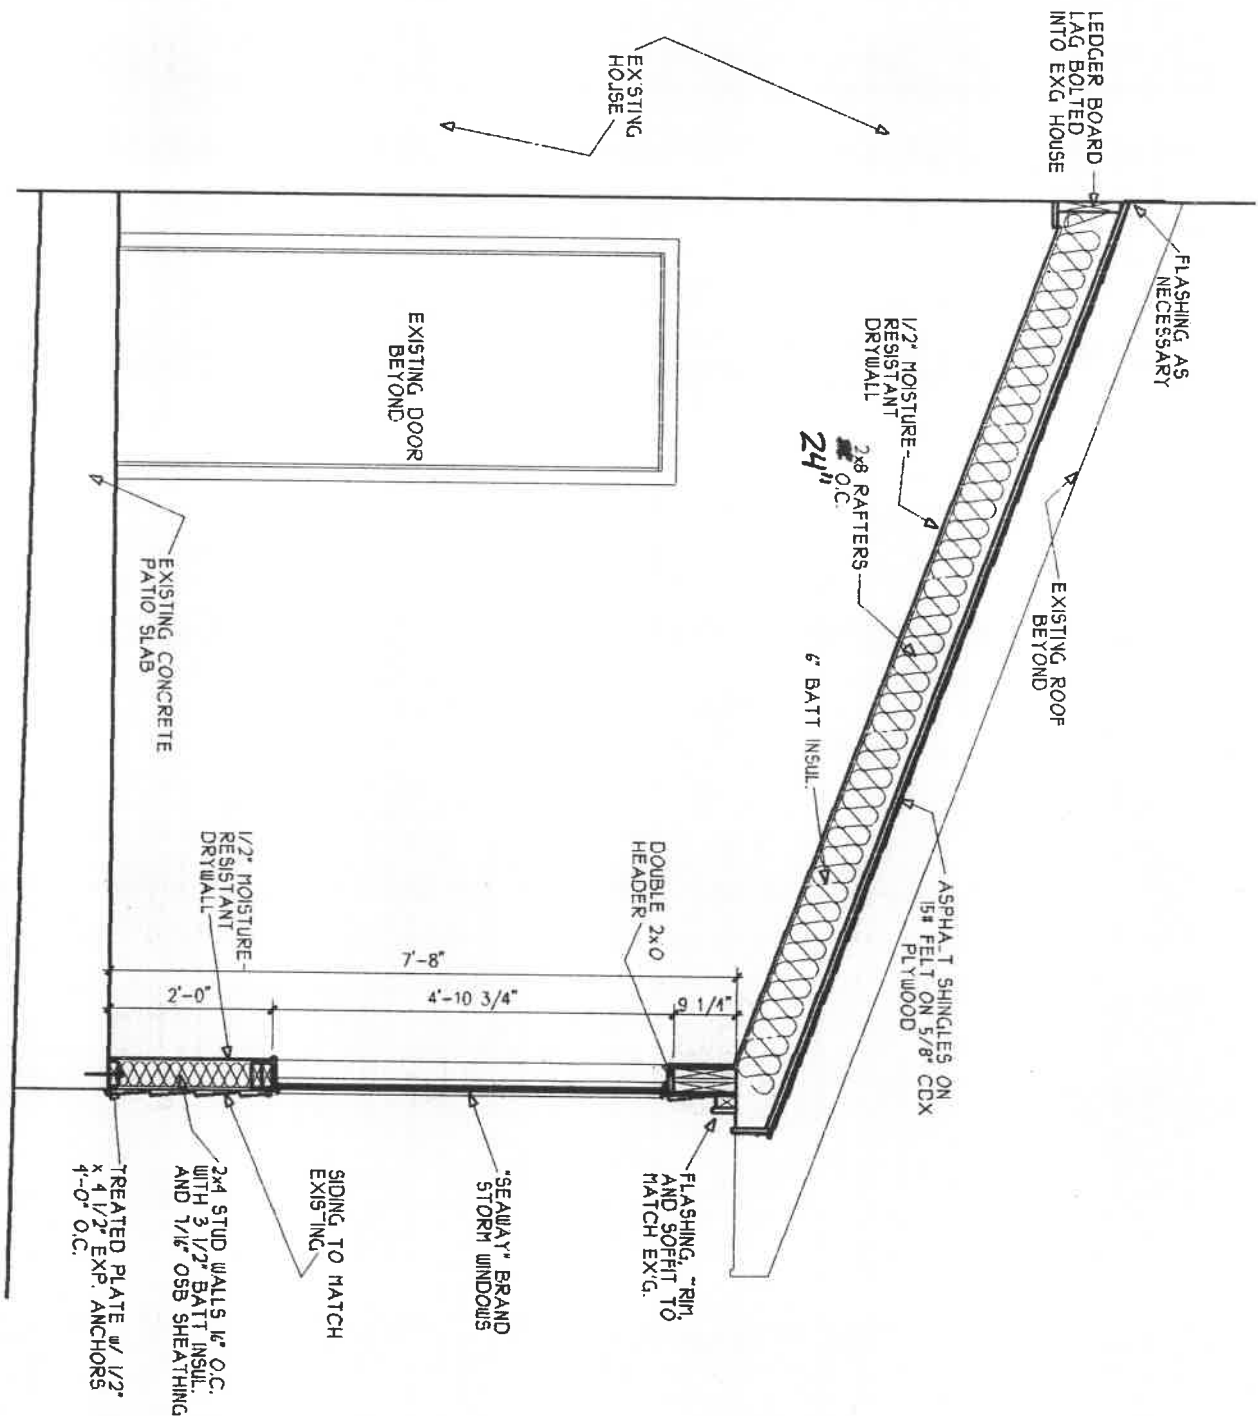 LEDGER BOARD
LAG BOLTED
INTO EXG HOUSE
FLASHING AS
NECESSARY
EXISTING ROOF
BEYOND
ASPHA_T SHINGLES ON
15# FELT ON 5/8" CDX
PLYWOOD
EXISTING
HOUSE
1/2" MOISTURE-
RESISTANT
DRYWALL
2x8 RAFTERS
O.C.
24"
6" BATT INSUL.
EXISTING DOOR
BEYOND
DOUBLE 2x0
HEADER
7'-8"
9 1/4"
4'-10 3/4"
2'-0"
FLASHING, TRIM,
AND SOFFIT TO
MATCH EX'G.
"SEAWAY" BRAND
STORM WINDOWS
EXISTING CONCRETE
PATIO SLAB
1/2" MOISTURE-
RESISTANT
DRYWALL
SIDING TO MATCH
EXISTING
2x4 STUD WALLS 16" O.C.
WITH 3 1/2" BATT INSUL.
AND 7/16" OSB SHEATHING
TREATED PLATE W/ 1/2"
x 4 1/2" EXP. ANCHORS
4'-0" O.C.